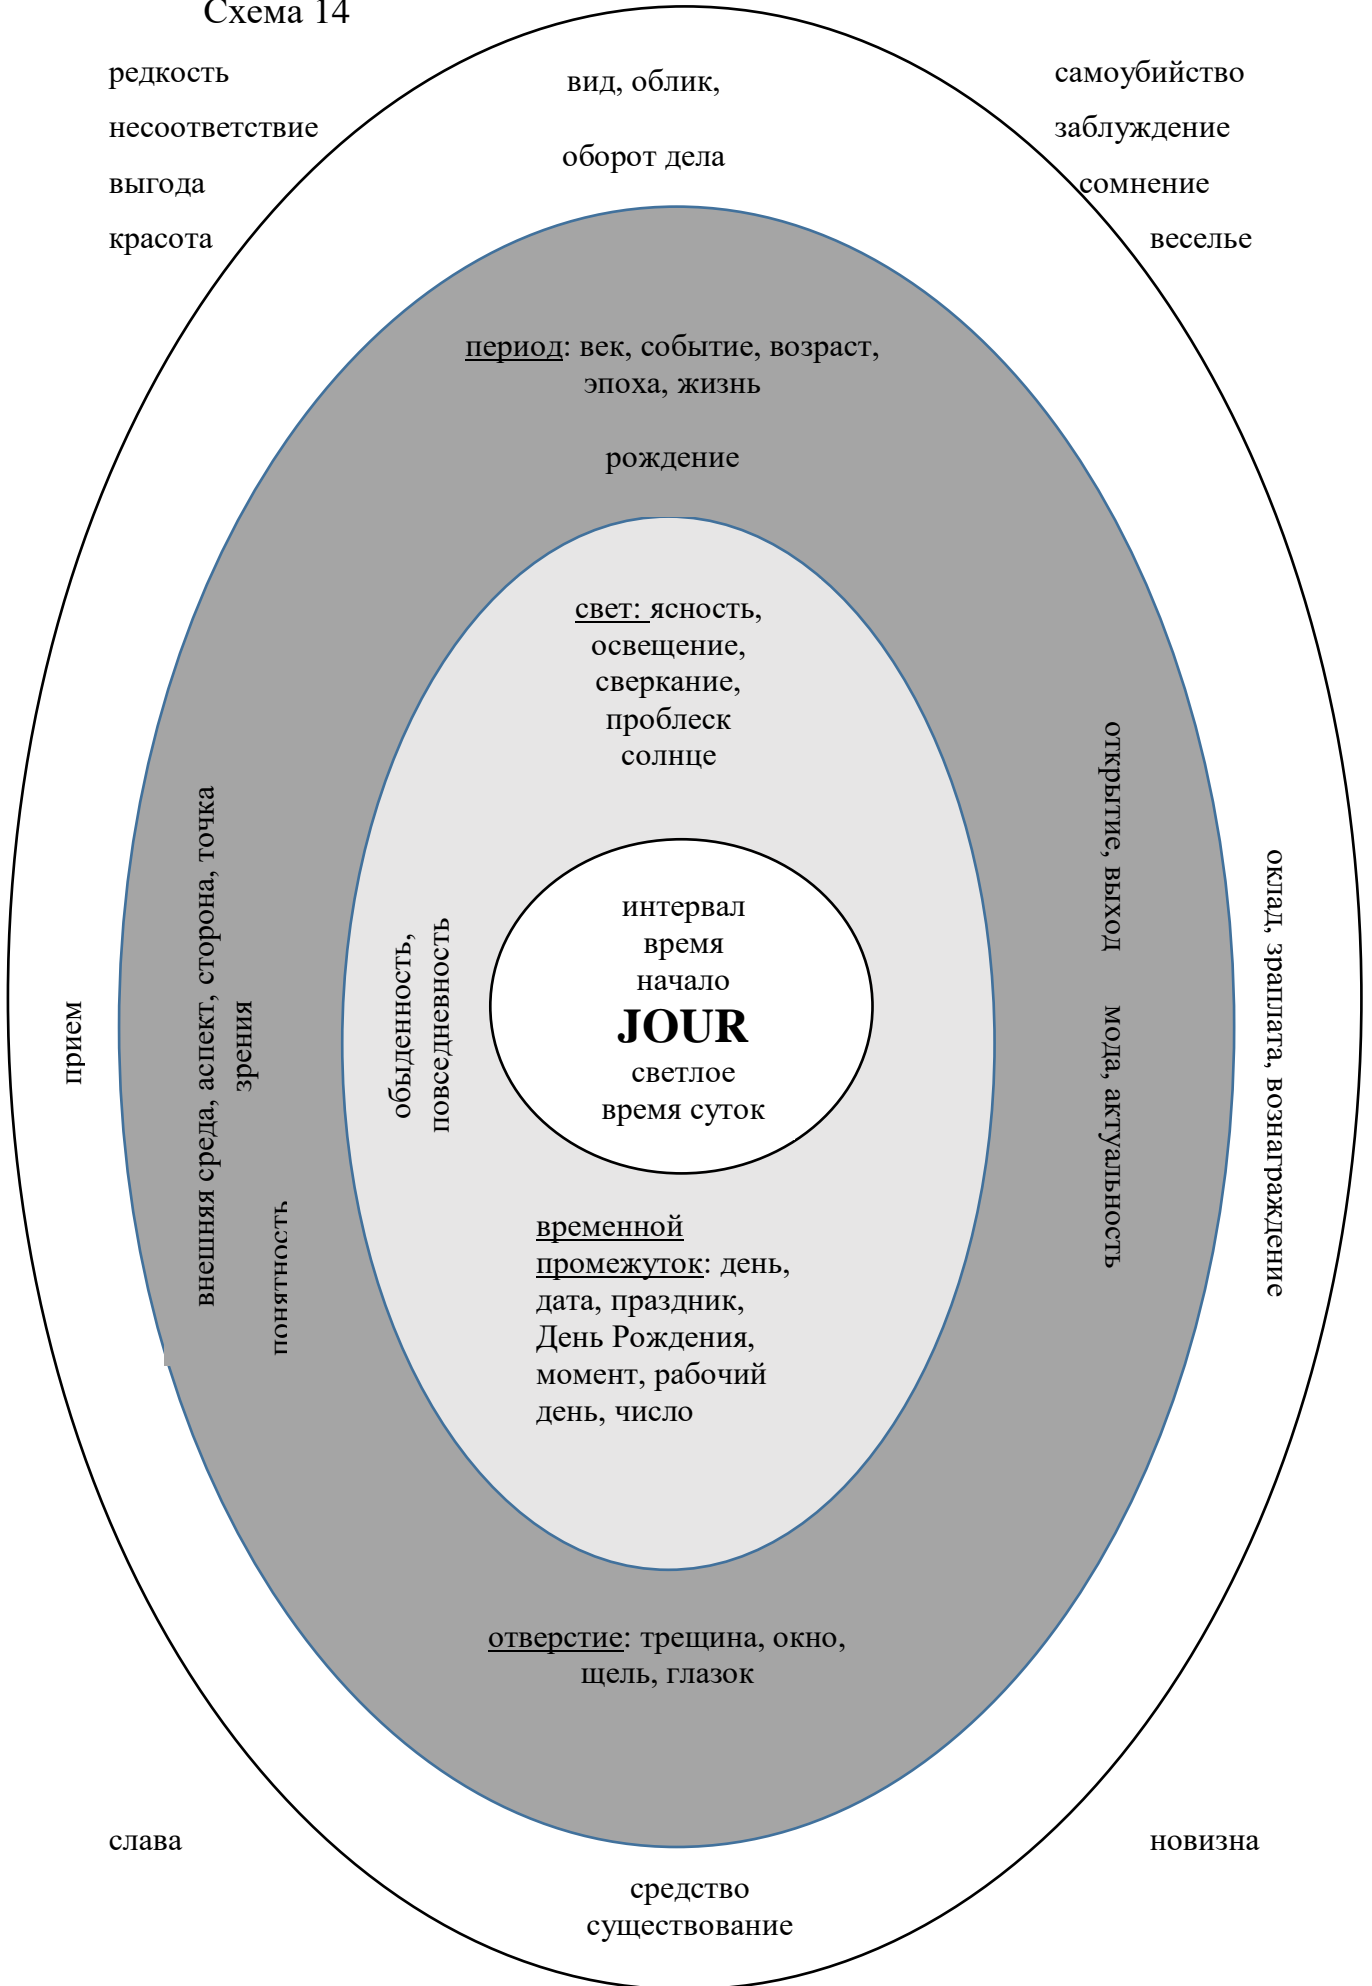 Схема 14
редкость
несоответствие
выгода
красота
вид, облик,
оборот дела
самоубийство
заблуждение
сомнение
веселье
период: век, событие, возраст,
эпоха, жизнь
рождение
свет: ясность,
освещение,
сверкание,
проблеск
солнце
прием
внешняя среда, аспект, сторона, точка
зрения
понятность
обыденность,
повседневность
интервал
время
начало
JOUR
светлое
время суток
открытие, выход мода, актуальность
оклад, зраплата, вознаграждение
временной
промежуток: день,
дата, праздник,
День Рождения,
момент, рабочий
день, число
отверстие: трещина, окно,
щель, глазок
слава
новизна
средство
существование